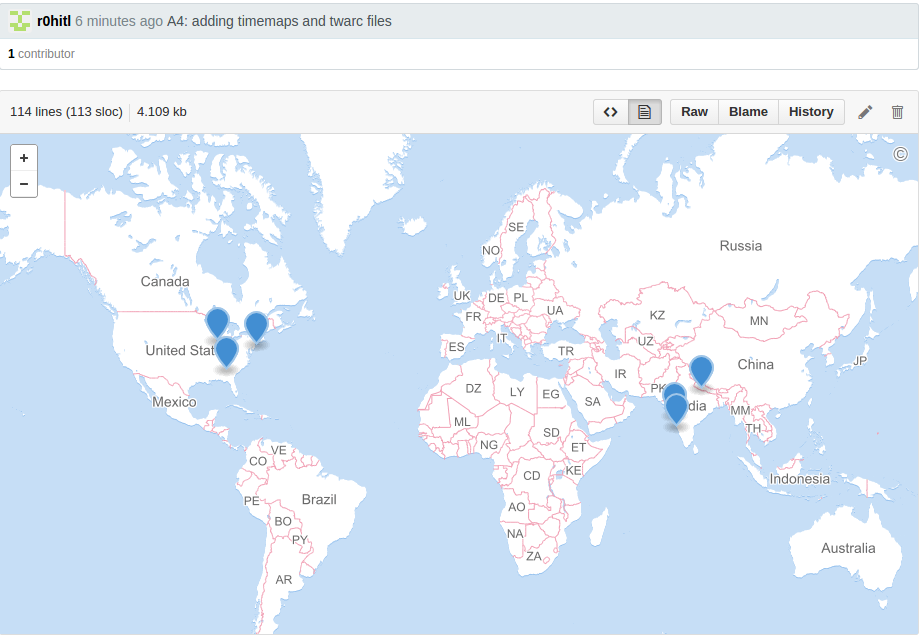 r0hitl 6 minutes ago A4: adding timemaps and twarc files
1 contributor
114 lines (113 sloc) 4.109 kb
Raw Blame History
+
−
©
Canada
United Stat
Mexico
VE
CO
PE
Brazil
BO
PY
AR
SE
NO
UK
DE
PL
FR
UA
IT
ES
TR
DZ
LY
EG
SA
ML
NG
SD
ET
CD
KE
AO
NA
ZA
Russia
KZ
MN
UZ
China
JP
IR
PK
dia
MM
TH
Indonesia
Australia